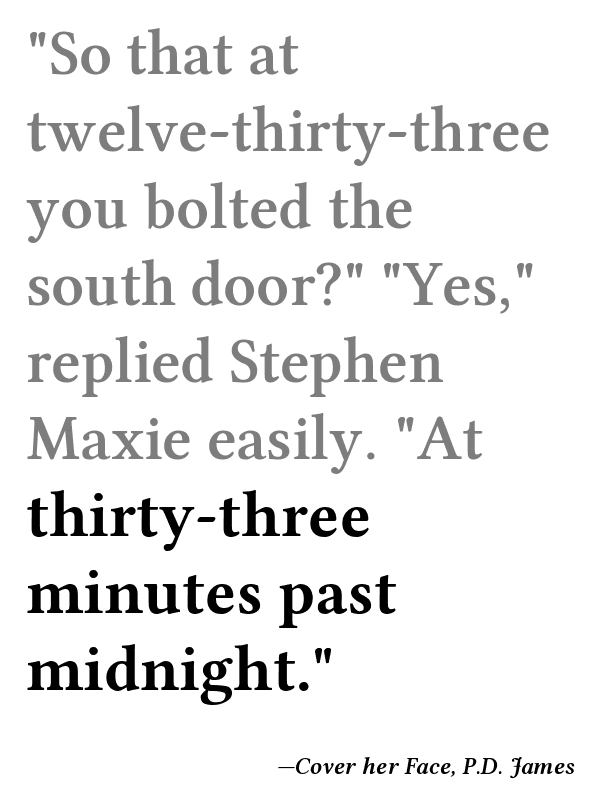 "So that at
twelve-thirty-three
you bolted the
south door?" "Yes,"
replied Stephen
Maxie easily. "At
thirty-three
minutes past
midnight."
—Cover her Face, P.D. James